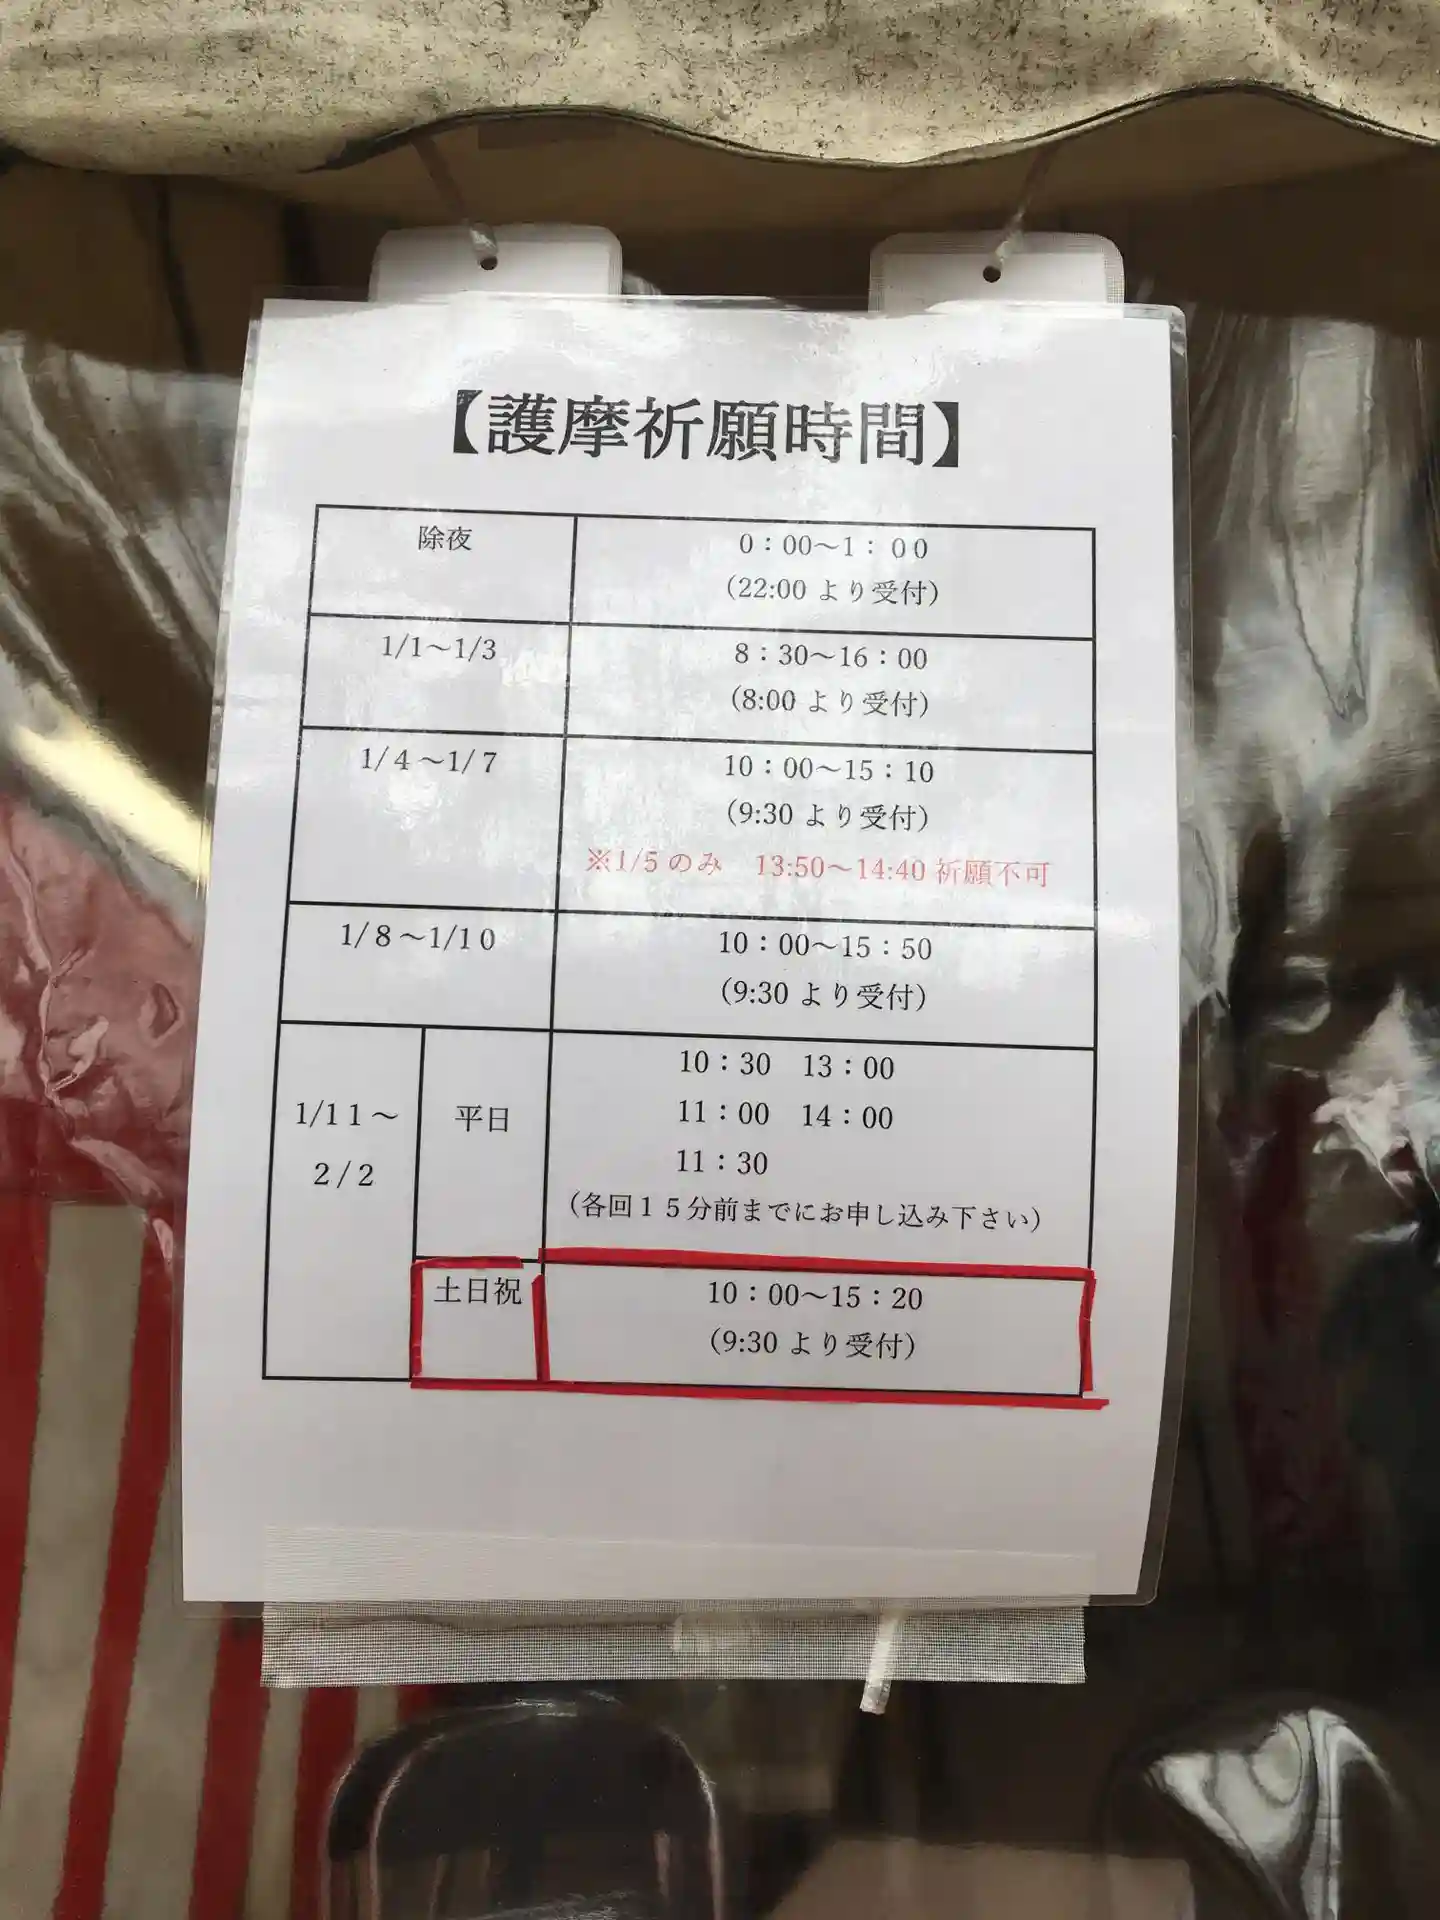 【護摩祈願時間】
除夜
0：00～1：００
（22:00 より受付）
1/1～1/3
8：30～16：00
（8:00 より受付）
1/４～1/７
10：00～15：10
（9:30 より受付）
※1/5 のみ　13:50～14:40 祈願不可
1/８～1/１０
10：00～15：50
（9:30 より受付）
1/１１～
２/２
平日
10：30　13：00
11：00　14：00
11：30
（各回１５分前までにお申し込み下さい）
土日祝
10：00～15：20
（9:30 より受付）